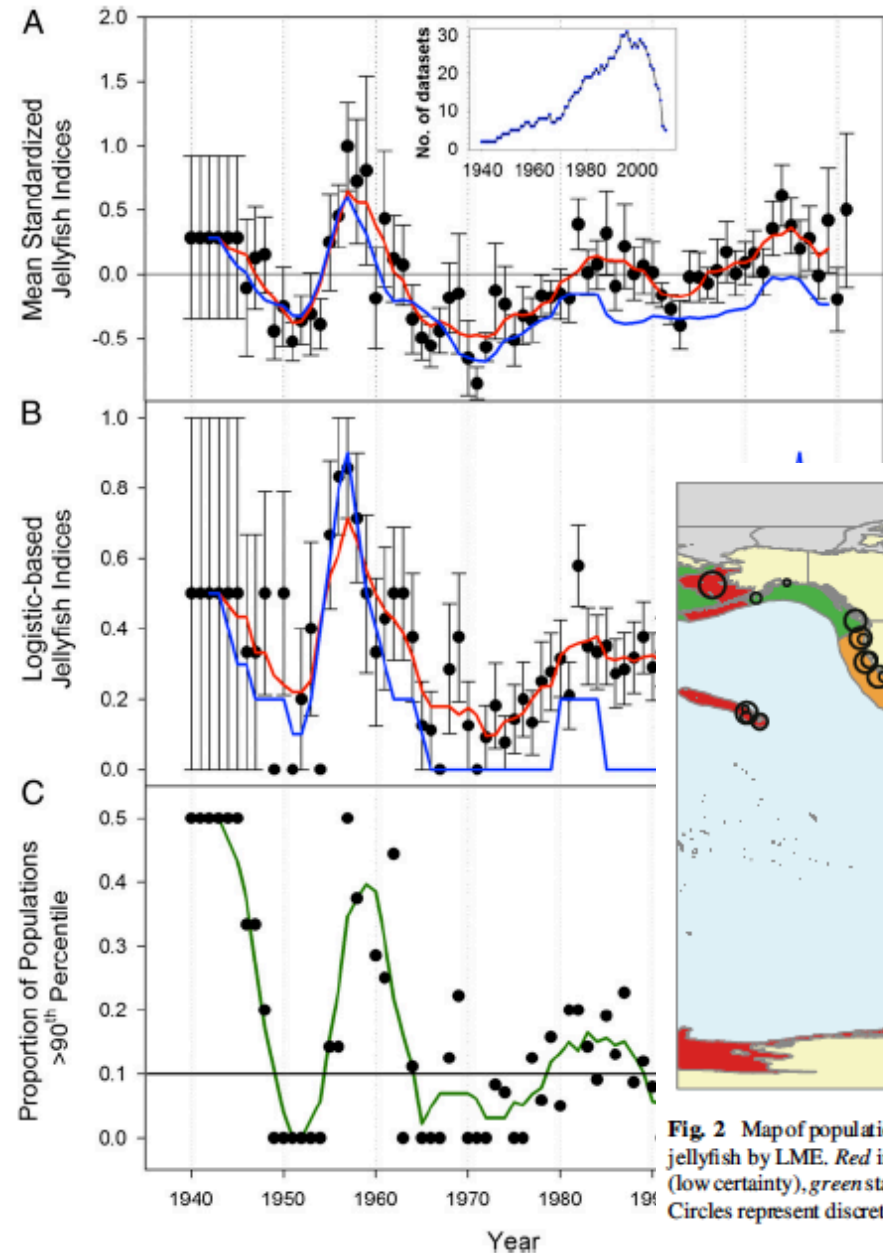 A
Mean Standardized
Jellyfish Indices
2.0
1.5
1.0
0.5
0.0
-0.5
No. of datasets
30
20
10
0
1940 1960 1980 2000
B
Logistic-based
Jellyfish Indices
1.0
0.8
0.6
0.4
0.2
0.0
C
Proportion of Populations
>90th Percentile
0.5
0.4
0.3
0.2
0.1
0.0
1940 1950 1960 1970 1980 199
Year
Fig. 2 Map of populatio
jellyfish by LME. Red i
(low certainty), green sta
Circles represent discret